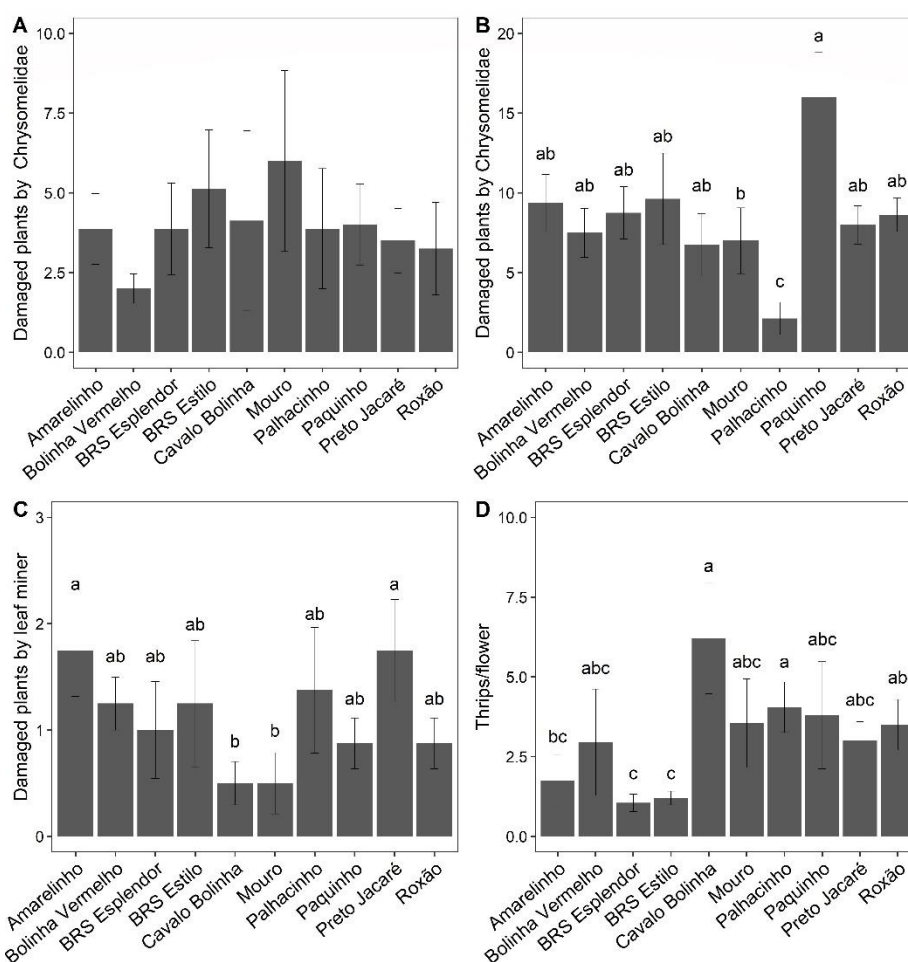 A
Damaged plants by Chrysomelidae
10.0
7.5
5.0
2.5
0.0
Amarelinho
Bolinha Vermelho
BRS Esplendor
BRS Estilo
Cavalo Bolinha
Mouro
Palhacinho
Paquinho
Preto Jacaré
Roxão
B
Damaged plants by Chrysomelidae
20
15
10
5
0
ab
ab
ab
ab
ab
b
c
a
ab
ab
Amarelinho
Bolinha Vermelho
BRS Esplendor
BRS Estilo
Cavalo Bolinha
Mouro
Palhacinho
Paquinho
Preto Jacaré
Roxão
C
Damaged plants by leaf miner
3
2
1
0
a
ab
ab
ab
b
b
ab
ab
a
ab
Amarelinho
Bolinha Vermelho
BRS Esplendor
BRS Estilo
Cavalo Bolinha
Mouro
Palhacinho
Paquinho
Preto Jacaré
Roxão
D
Thrips/flower
10.0
7.5
5.0
2.5
0.0
bc
abc
c
c
a
abc
a
abc
abc
ab
Amarelinho
Bolinha Vermelho
BRS Esplendor
BRS Estilo
Cavalo Bolinha
Mouro
Palhacinho
Paquinho
Preto Jacaré
Roxão